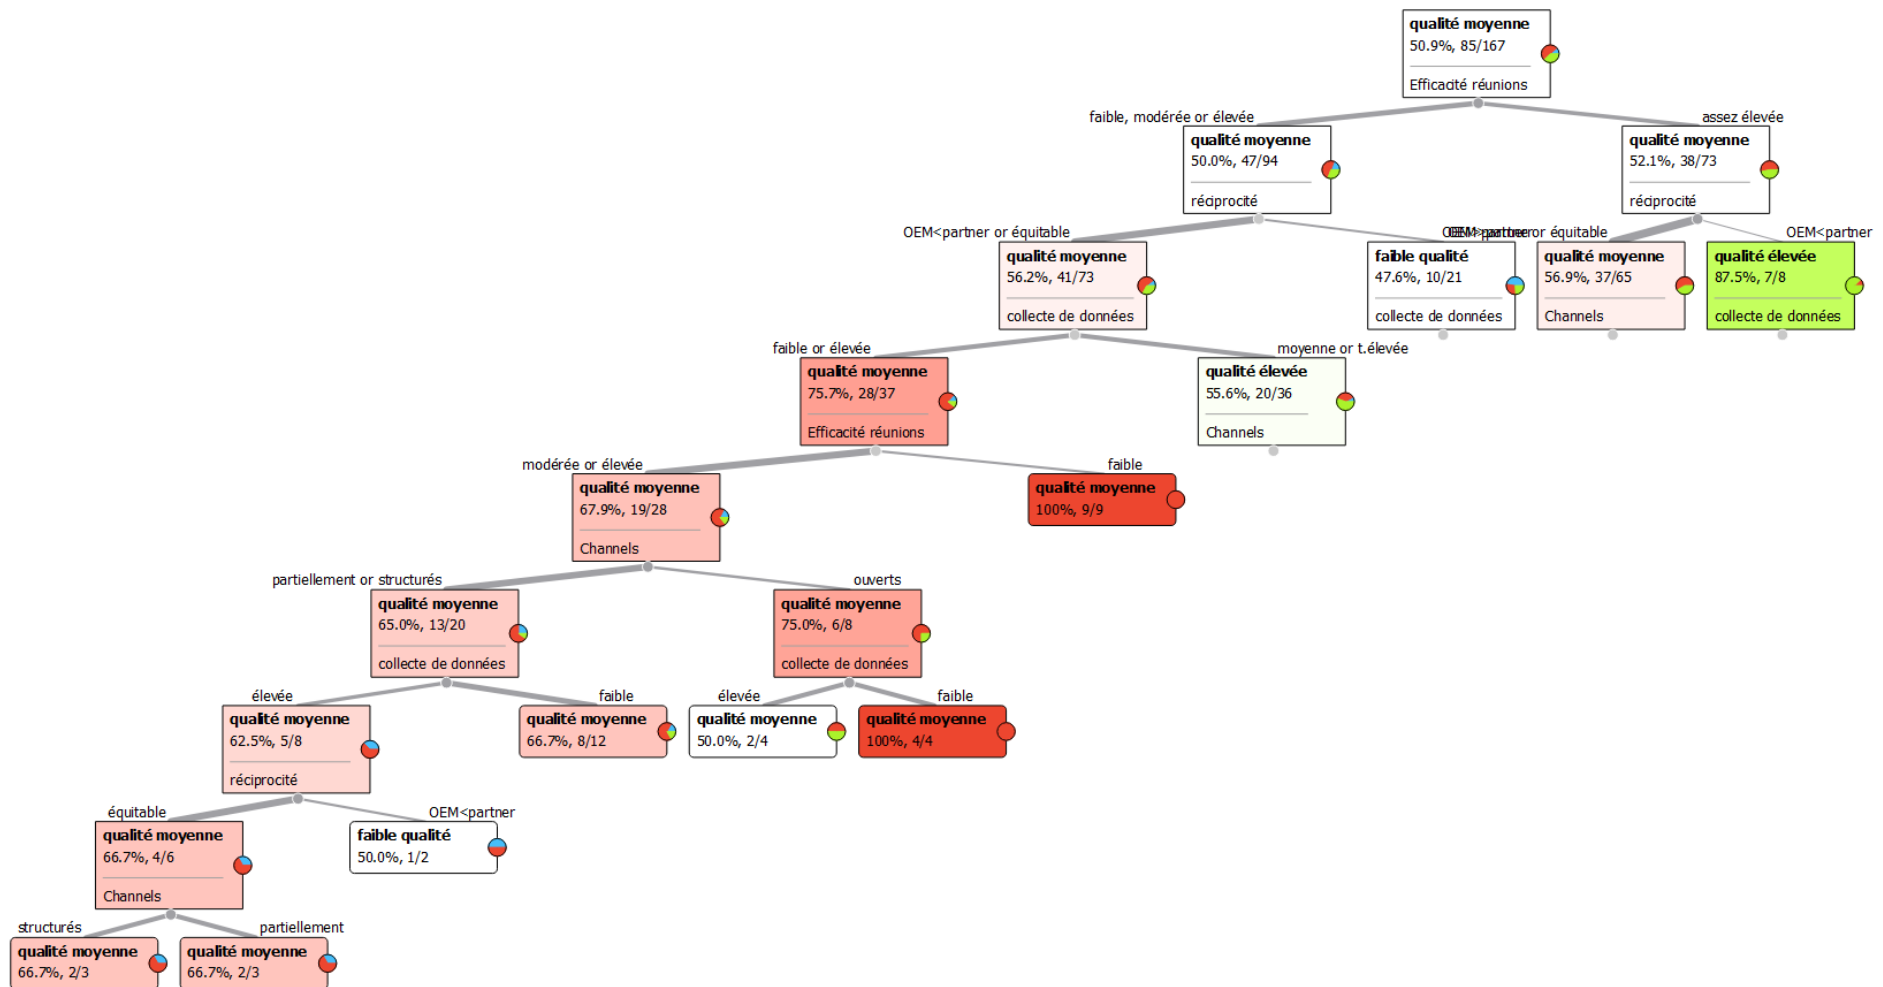 qualité moyenne
50.9%, 85/167
Efficacité réunions
faible, modérée or élevée
assez élevée
qualité moyenne
50.0%, 47/94
réciprocité
qualité moyenne
52.1%, 38/73
réciprocité
OEM<partner or équitable
or équitable
OEM<partner
qualité moyenne
56.2%, 41/73
collecte de données
faible qualité
47.6%, 10/21
collecte de données
qualité moyenne
56.9%, 37/65
Channels
qualité élevée
87.5%, 7/8
collecte de données
faible or élevée
moyenne or t.élevée
qualité moyenne
75.7%, 28/37
Efficacité réunions
qualité élevée
55.6%, 20/36
Channels
modérée or élevée
faible
qualité moyenne
67.9%, 19/28
Channels
qualité moyenne
100%, 9/9
partiellement or structurés
ouverts
qualité moyenne
65.0%, 13/20
collecte de données
qualité moyenne
75.0%, 6/8
collecte de données
élevée
faible
élevée
faible
qualité moyenne
62.5%, 5/8
réciprocité
qualité moyenne
66.7%, 8/12
qualité moyenne
50.0%, 2/4
qualité moyenne
100%, 4/4
équitable
OEM<partner
qualité moyenne
66.7%, 4/6
Channels
faible qualité
50.0%, 1/2
structurés
partiellement
qualité moyenne
66.7%, 2/3
qualité moyenne
66.7%, 2/3